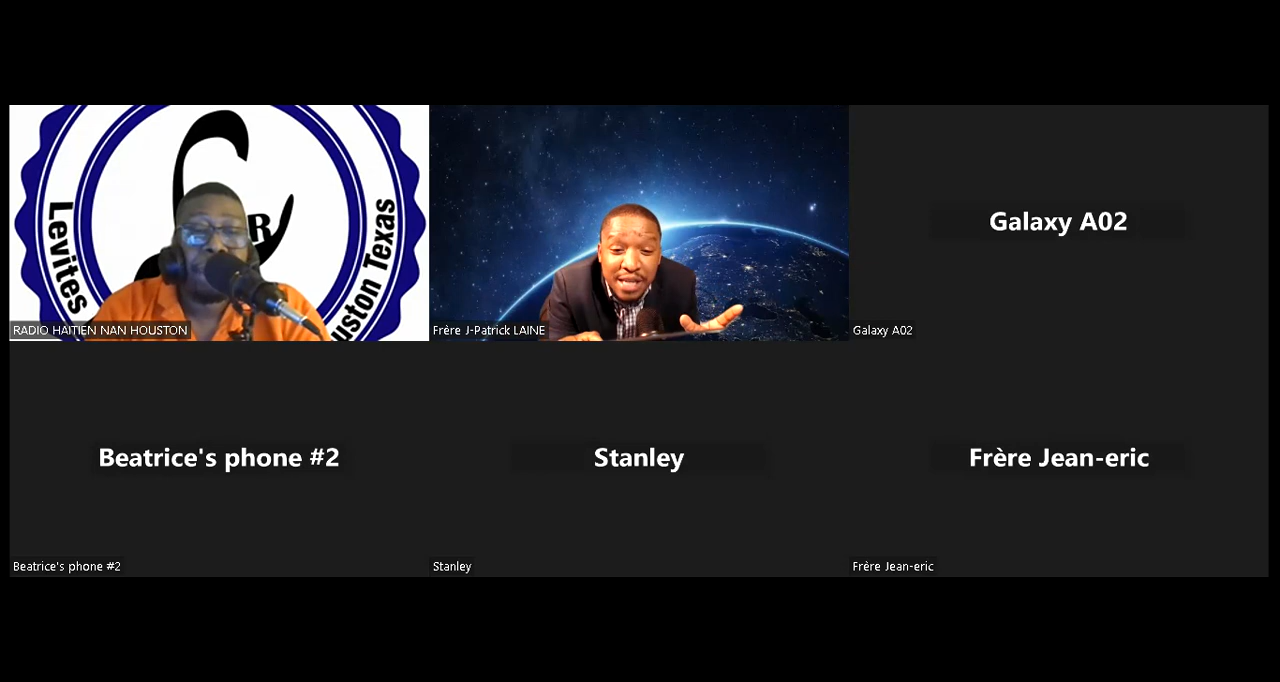 Levites
R
uston Texas
RADIO HAITIEN NAN HOUSTON
Frère J-Patrick LAINE
Galaxy A02
Galaxy A02
Beatrice's phone #2
Stanley
Frère Jean-eric
Beatrice's phone #2
Stanley
Frère Jean-eric